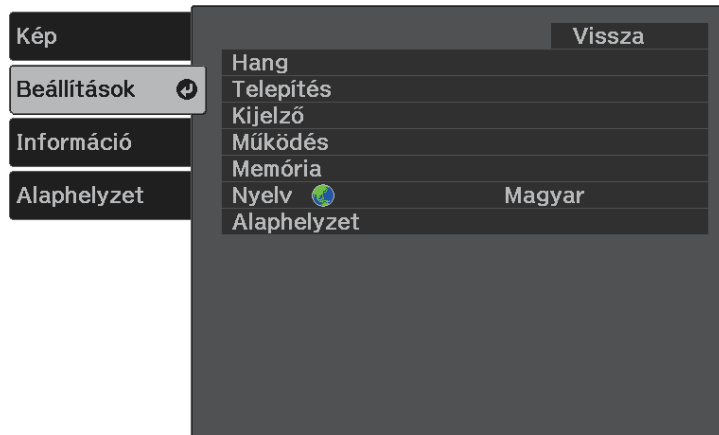 Kép
Beállítások
Információ
Alaphelyzet
Vissza
Hang
Telepítés
Kijelző
Működés
Memória
Nyelv Magyar
Alaphelyzet